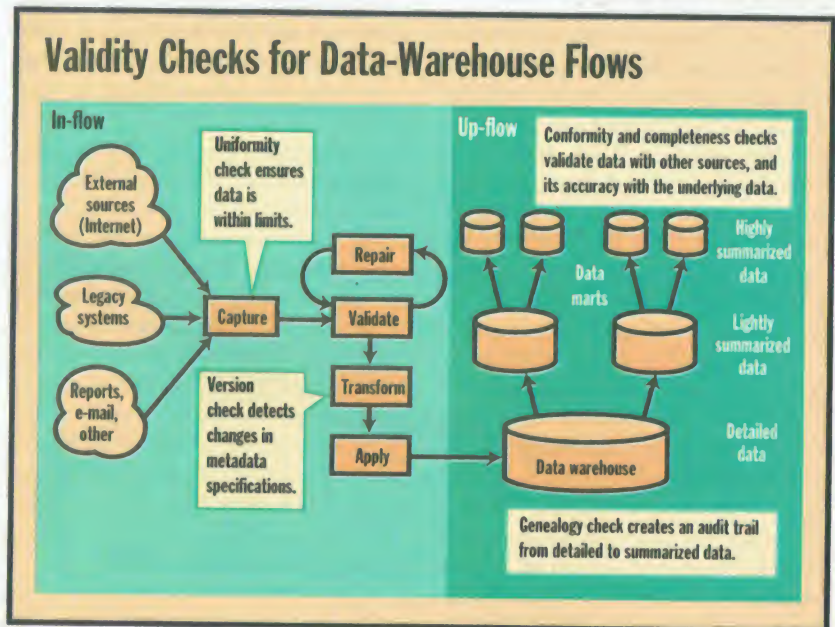 Validity Checks for Data-Warehouse Flows
In-flow
External
sources
(Internet)
Legacy
systems
Reports,
e-mail,
other
Uniformity
check ensures
data is
within limits.
Capture
Repair
Validate
Transform
Apply
Version
check detects
changes in
metadata
specifications.
Up-flow
Conformity and completeness checks
validate data with other sources, and
its accuracy with the underlying data.
Highly
summarized
data
Data
marts
Lightly
summarized
data
Detailed
data
Data warehouse
Genealogy check creates an audit trail
from detailed to summarized data.